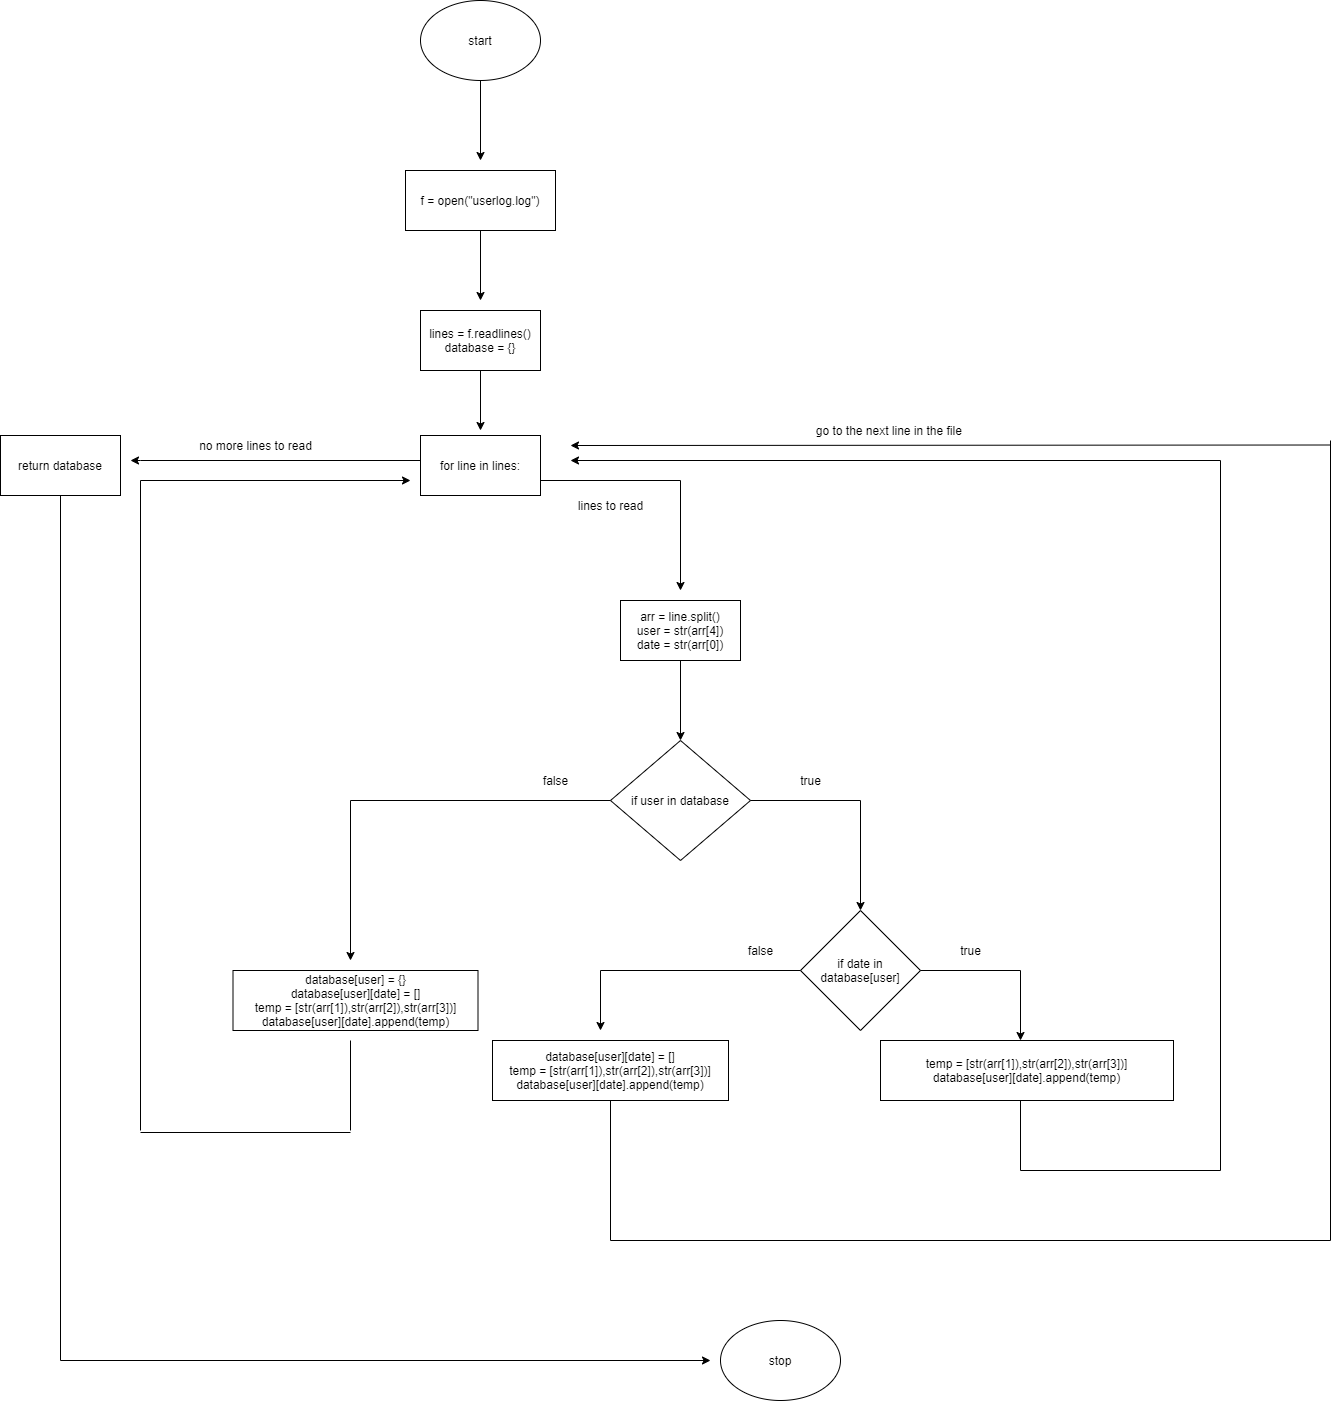 start
f = open("userlog.log")
lines = f.readlines()
database = {}
go to the next line in the file
no more lines to read
return database
for line in lines:
lines to read
arr = line.split()
user = str(arr[4])
date = str(arr[0])
false
true
if user in database
false
true
if date in
database[user]
database[user] = {}
database[user][date] = []
temp = [str(arr[1]),str(arr[2]),str(arr[3])]
database[user][date].append(temp)
database[user][date] = []
temp = [str(arr[1]),str(arr[2]),str(arr[3])]
database[user][date].append(temp)
temp = [str(arr[1]),str(arr[2]),str(arr[3])]
database[user][date].append(temp)
stop